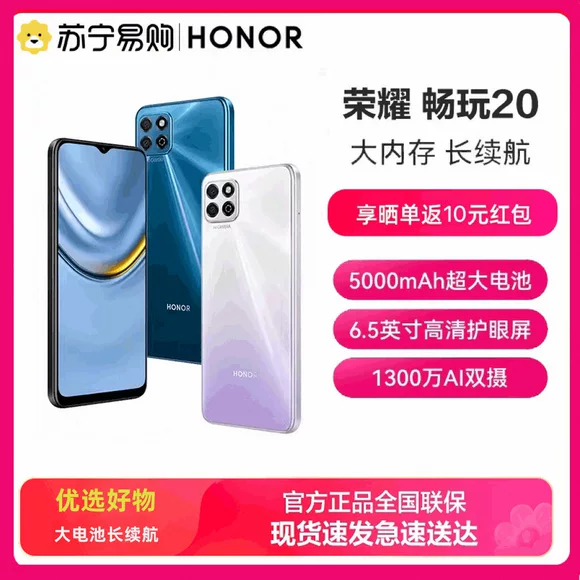 苏宁易购 | HONOR
荣耀 畅玩20
大内存 长续航
享晒单返10元红包
5000mAh超大电池
6.5英寸高清护眼屏
1300万AI双摄
HONOR
HONOR
优选好物
大电池长续航
官方正品全国联保
现货速发急速送达